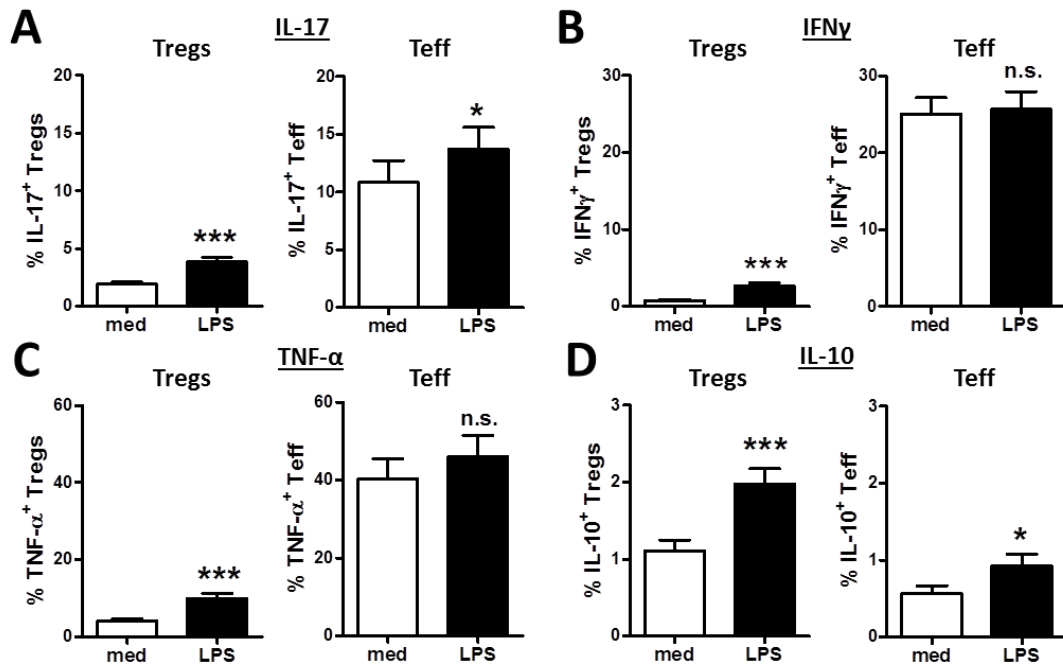 A
IL-17
Tregs
Teff
% IL-17+ Tregs
20
15
10
5
0
***
med
LPS
% IL-17+ Teff
20
15
10
5
0
*
med
LPS
B
IFNγ
Tregs
Teff
% IFNγ+ Tregs
30
20
10
0
***
med
LPS
% IFNγ+ Teff
30
20
10
0
n.s.
med
LPS
C
TNF-α
Tregs
Teff
% TNF-α+ Tregs
60
40
20
0
***
med
LPS
% TNF-α+ Teff
60
40
20
0
n.s.
med
LPS
D
IL-10
Tregs
Teff
% IL-10+ Tregs
3
2
1
0
***
med
LPS
% IL-10+ Teff
3
2
1
0
*
med
LPS